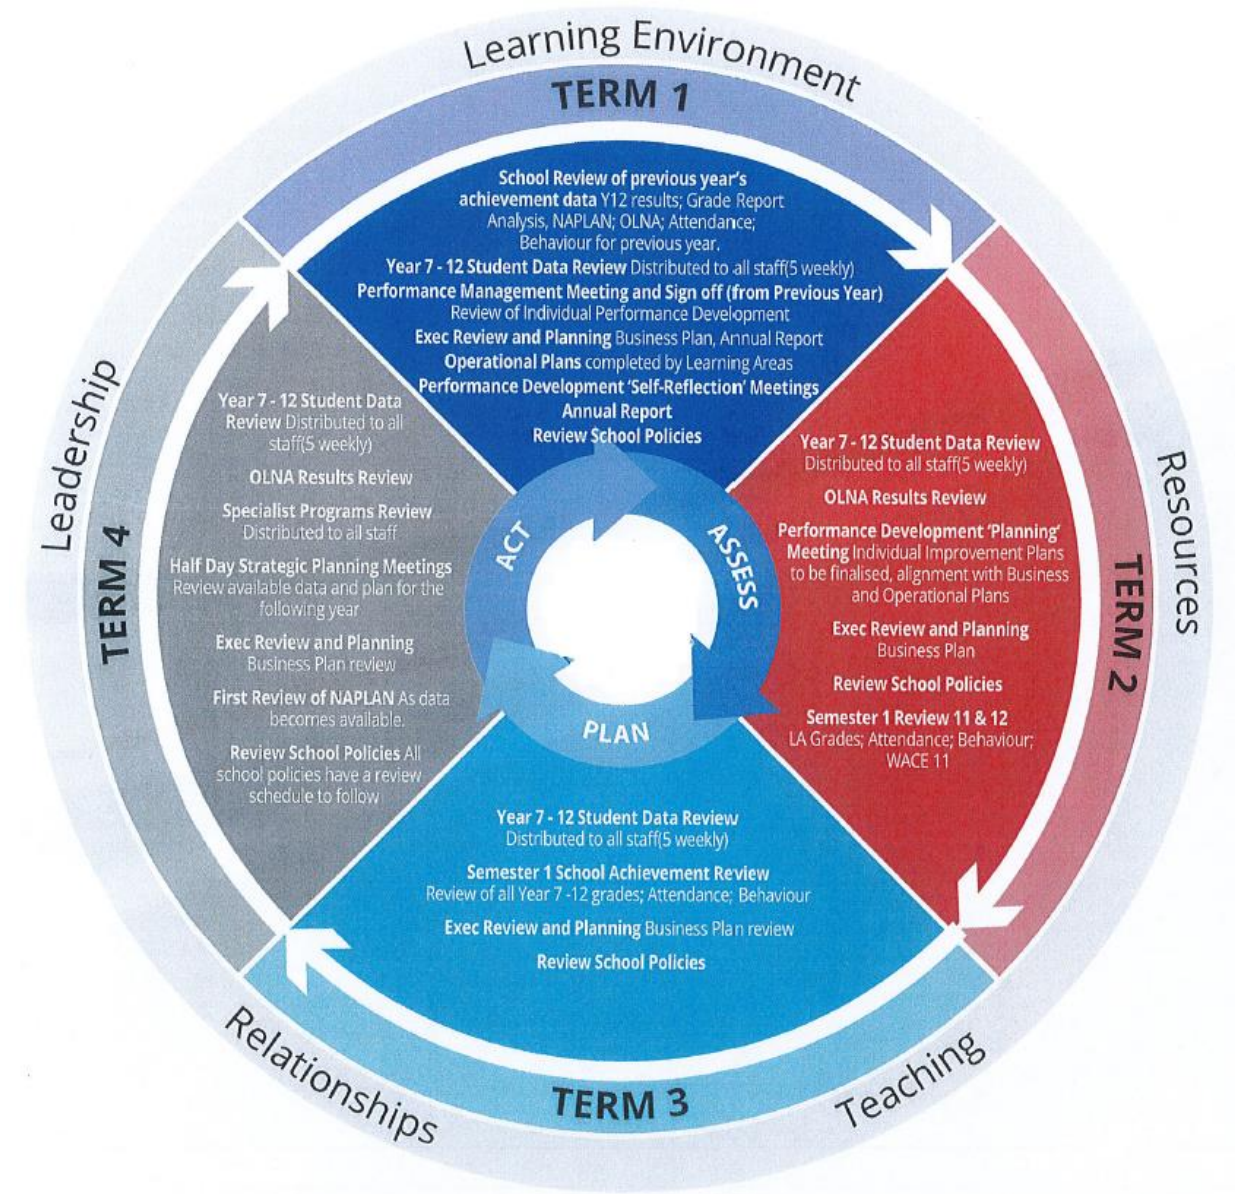 Learning Environment
TERM 1
School Review of previous year's
achievement data Y12 results; Grade Report
Analysis, NAPLAN; OLNA; Attendance;
Behaviour for previous year.
Year 7 - 12 Student Data Review Distributed to all staff(5 weekly)
Performance Management Meeting and Sign off (from Previous Year)
Review of Individual Performance Development
Exec Review and Planning Business Plan, Annual Report
Operational Plans completed by Learning Areas
Performance Development 'Self-Reflection' Meetings
Annual Report
Review School Policies
Resources
TERM 2
Year 7 - 12 Student Data Review
Distributed to all staff(5 weekly)
OLNA Results Review
Performance Development 'Planning'
Meeting Individual Improvement Plans
to be finalised, alignment with Business
and Operational Plans
Exec Review and Planning
Business Plan
Review School Policies
Semester 1 Review 11 & 12
LA Grades; Attendance; Behaviour;
WACE 11
Teaching
TERM 3
Year 7 - 12 Student Data Review
Distributed to all staff(5 weekly)
Semester 1 School Achievement Review
Review of all Year 7 -12 grades; Attendance; Behaviour
Exec Review and Planning Business Plan review
Review School Policies
Relationships
Leadership
TERM 4
Year 7 - 12 Student Data
Review Distributed to all
staff(5 weekly)
OLNA Results Review
Specialist Programs Review
Distributed to all staff
Half Day Strategic Planning Meetings
Review available data and plan for the
following year
Exec Review and Planning
Business Plan review
First Review of NAPLAN As data
becomes available.
Review School Policies All
school policies have a review
schedule to follow
ACT
ASSESS
PLAN